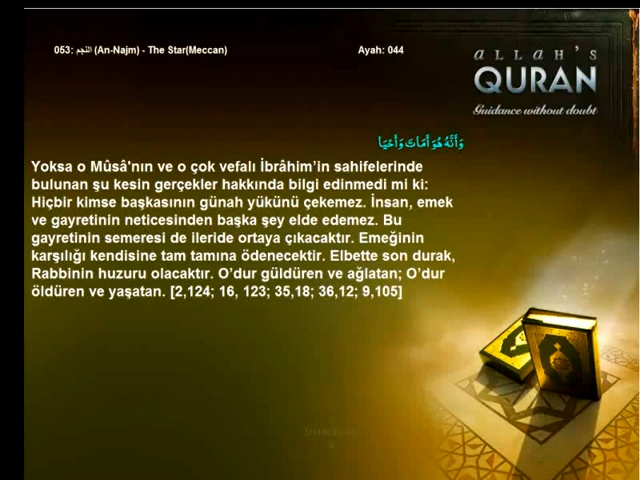 053: النّجم (An-Najm) - The Star(Meccan) Ayah: 044
ALLAH'S
QURAN
Guidance without doubt
وَأَنَّهُ هُوَ أَمَاتَ وَأَحْيَا
Yoksa o Mûsâ'nın ve o çok vefalı İbrâhim’in sahifelerinde
bulunan şu kesin gerçekler hakkında bilgi edinmedi mi ki:
Hiçbir kimse başkasının günah yükünü çekemez. İnsan, emek
ve gayretinin neticesinden başka şey elde edemez. Bu
gayretinin semeresi de ileride ortaya çıkacaktır. Emeğinin
karşılığı kendisine tam tamına ödenecektir. Elbette son durak,
Rabbinin huzuru olacaktır. O’dur güldüren ve ağlatan; O’dur
öldüren ve yaşatan. [2,124; 16, 123; 35,18; 36,12; 9,105]